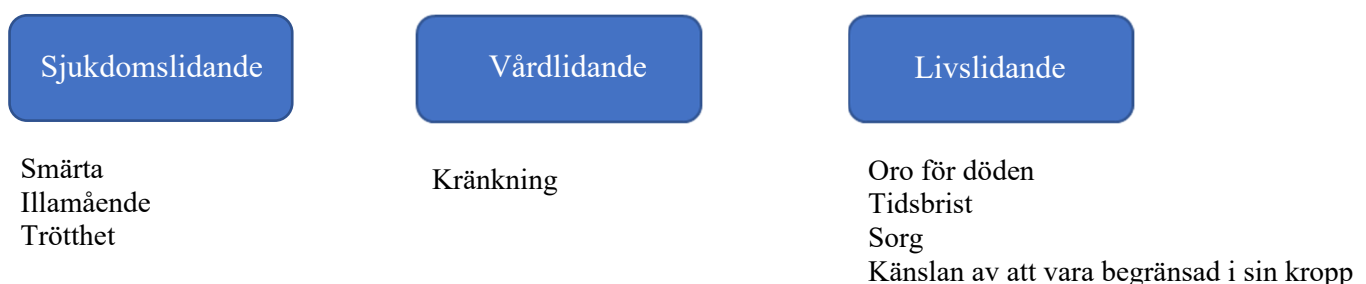 Sjukdomslidande
Vårdlidande
Livslidande
Smärta
Illamående
Trötthet
Kränkning
Oro för döden
Tidsbrist
Sorg
Känslan av att vara begränsad i sin kropp